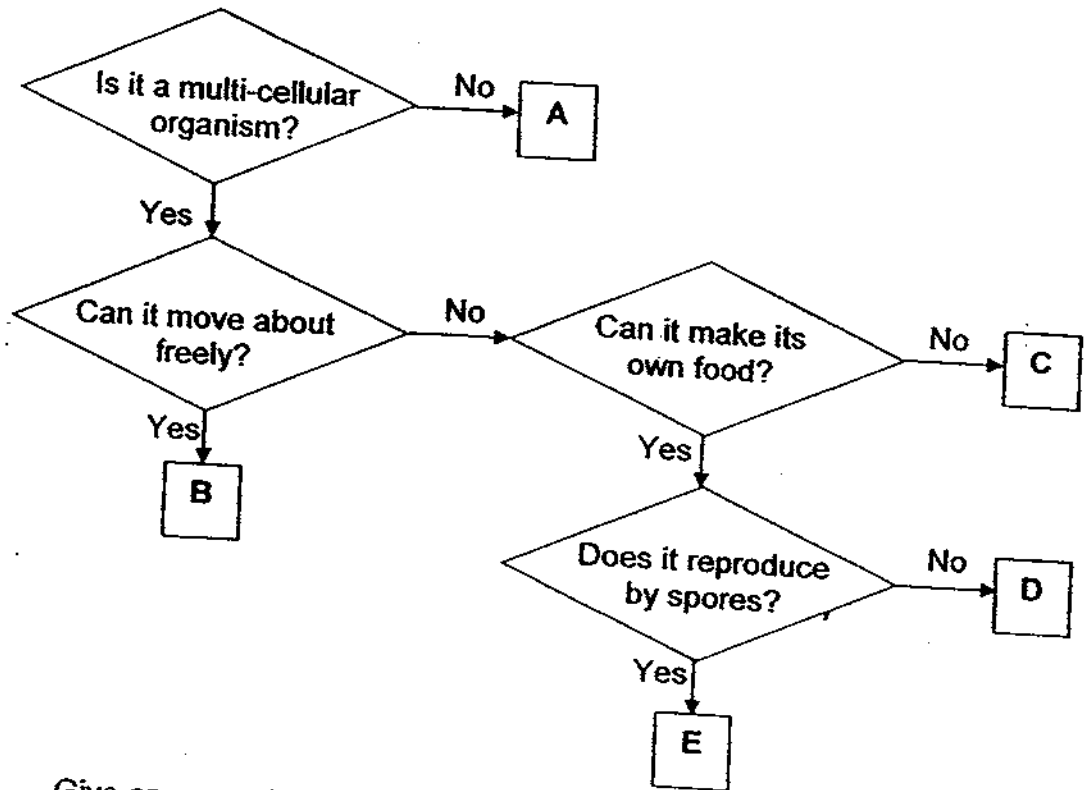 Is it a multi-cellular
organism?
No
A
Yes
Can it move about
freely?
No
Can it make its
own food?
No
C
Yes
B
Yes
Does it reproduce
by spores?
No
D
Yes
E
Give